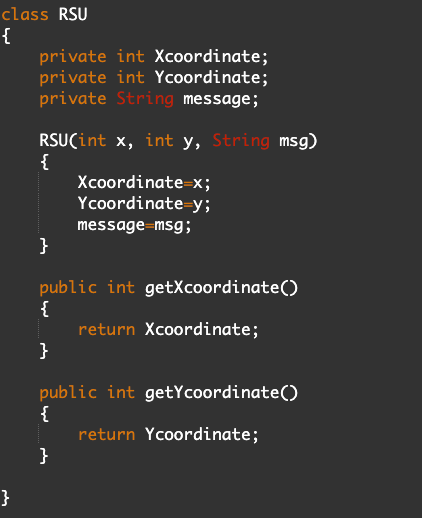 class RSU
{
    private int Xcoordinate;
    private int Ycoordinate;
    private String message;
    RSU(int x, int y, String msg)
    {
        Xcoordinate=x;
        Ycoordinate=y;
        message=msg;
    }
    public int getXcoordinate()
    {
        return Xcoordinate;
    }
    public int getYcoordinate()
    {
        return Ycoordinate;
    }
}